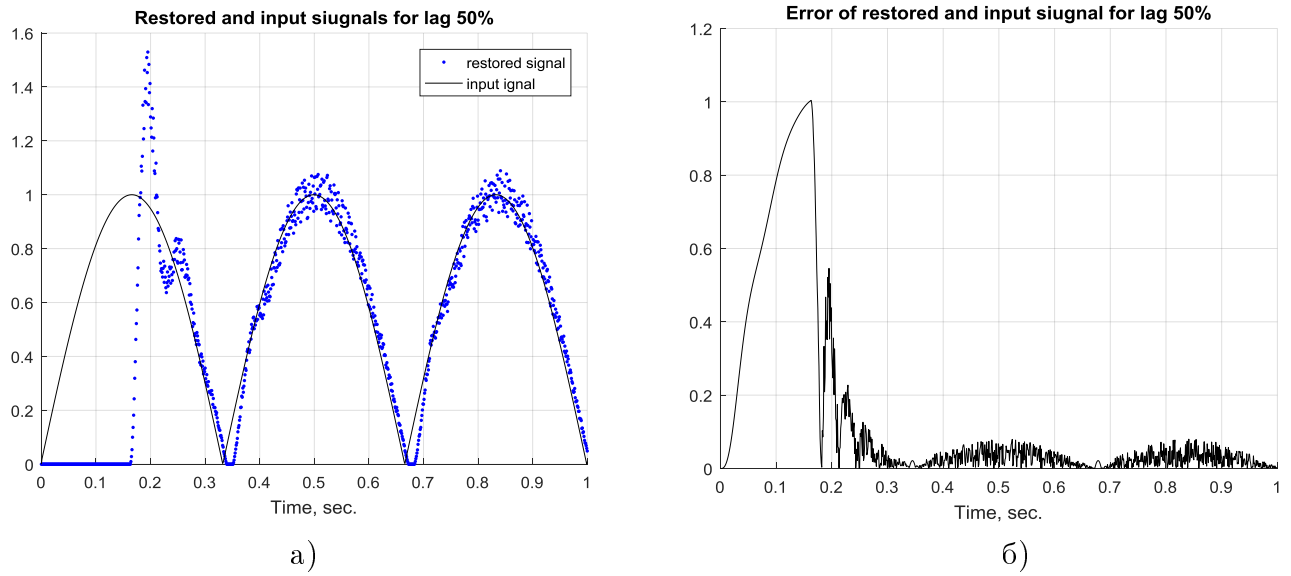 Restored and input siugnals for lag 50%
1.6
1.4
1.2
1
0.8
0.6
0.4
0.2
0
restored signal
input ignal
0 0.1 0.2 0.3 0.4 0.5 0.6 0.7 0.8 0.9 1
Time, sec.
а)
Error of restored and input siugnal for lag 50%
1.2
1
0.8
0.6
0.4
0.2
0
0 0.1 0.2 0.3 0.4 0.5 0.6 0.7 0.8 0.9 1
Time, sec.
б)